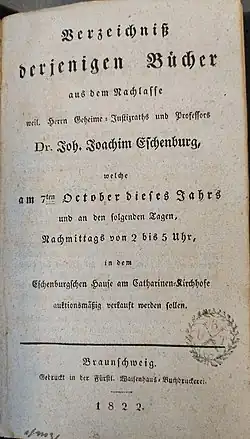 Verzeichniß
derjenigen Bücher
aus dem Nachlasse
weil. Herrn Geheime-Justizraths und Professors
Dr. Joh. Joachim Eschenburg,
welche
am 7ten October dieses Jahrs
und an den folgenden Tagen,
Nachmittags von 2 bis 5 Uhr,
in dem
Eschenburgschen Hause am Catharinen-Kirchhofe
auktionsmäßig verkauft werden sollen.
Braunschweig.
Gedruckt in der Fürstl. Waisenhaus-Buchdruckerei.
1822.